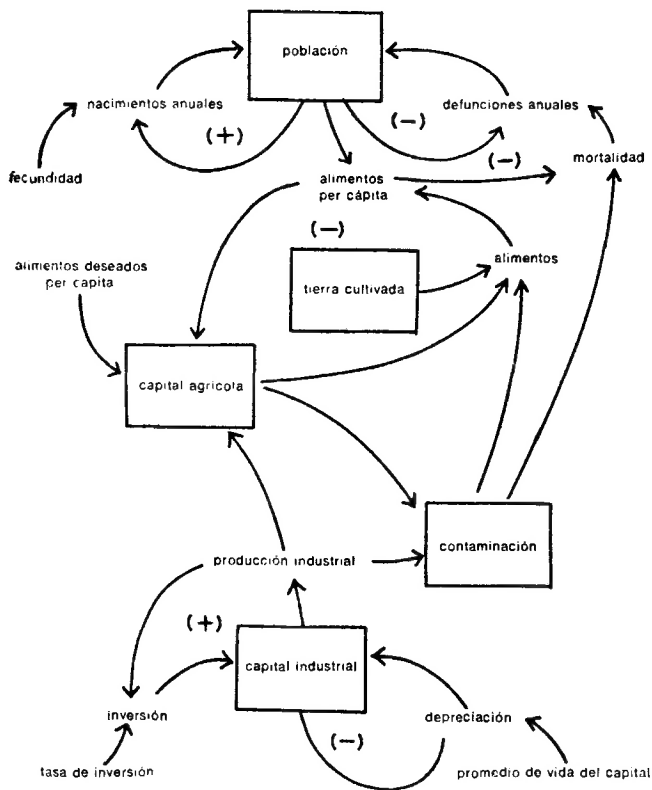 población
nacimientos anuales
defunciones anuales
(+)
(-)
(-)
mortalidad
fecundidad
alimentos
per cápita
(-)
alimentos deseados
per capita
alimentos
tierra cultivada
capital agrícola
contaminación
producción industrial
(+)
capital industrial
inversión
depreciación
(-)
tasa de inversión
promedio de vida del capital